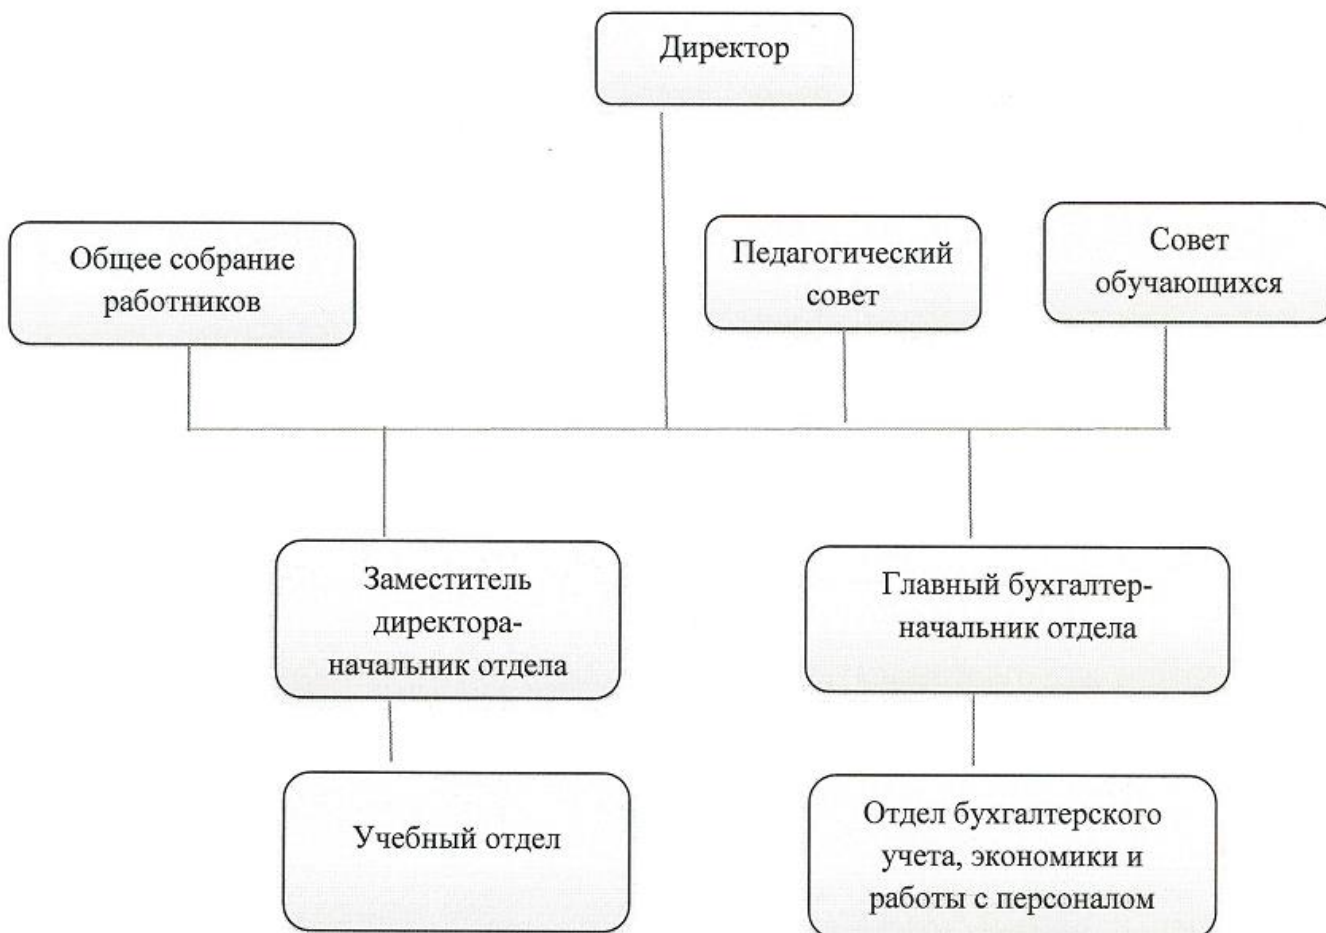 Директор
Общее собрание
работников
Педагогический
совет
Совет
обучающихся
Заместитель
директора-
начальник отдела
Главный бухгалтер-
начальник отдела
Учебный отдел
Отдел бухгалтерского
учета, экономики и
работы с персоналом